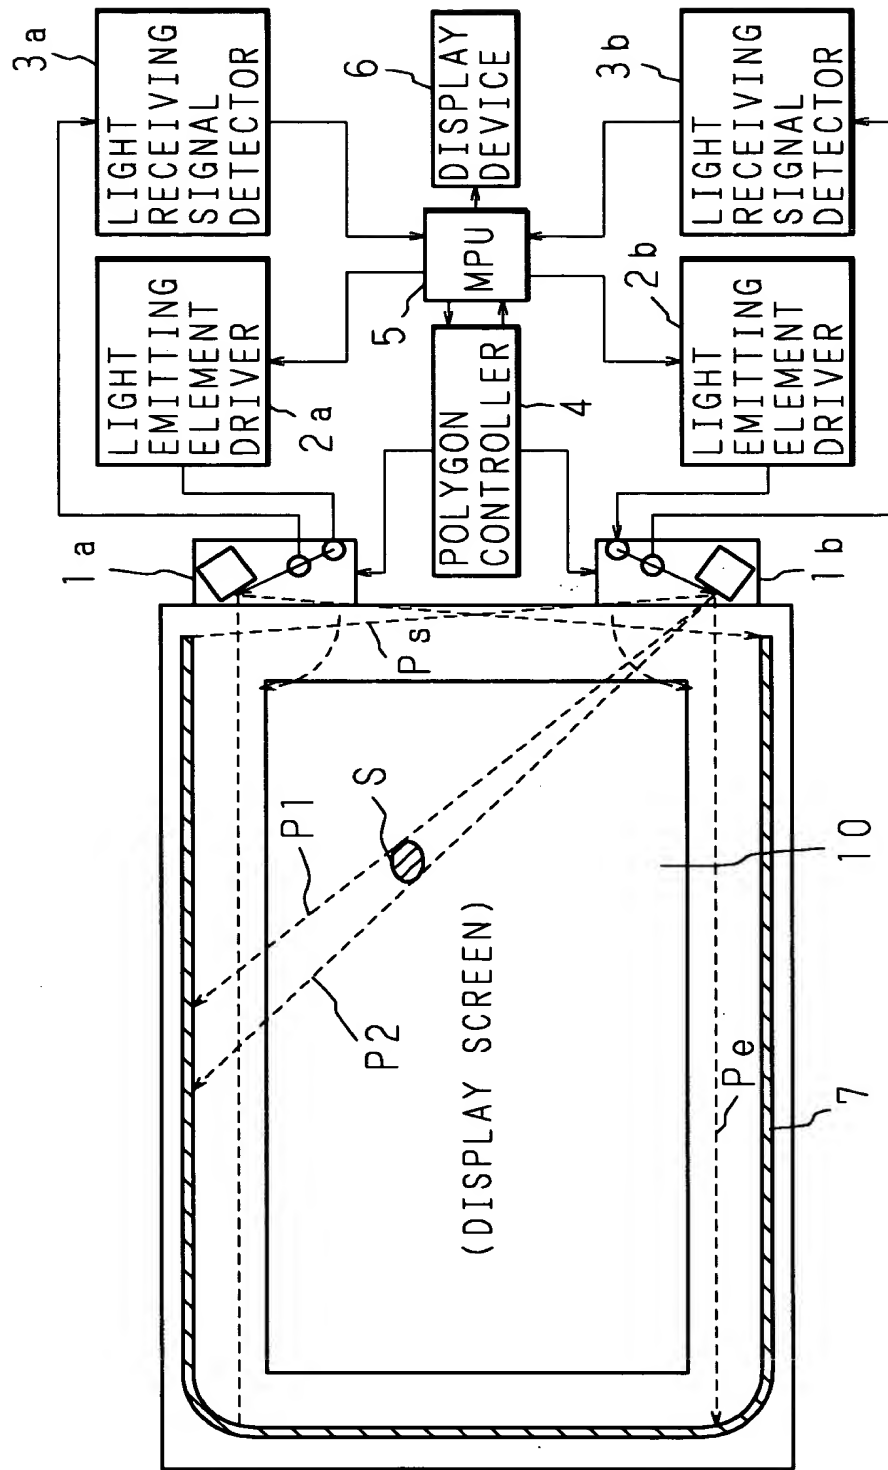 3a
LIGHT
RECEIVING
SIGNAL
DETECTOR
6
DISPLAY
DEVICE
3b
LIGHT
RECEIVING
SIGNAL
DETECTOR
LIGHT
EMITTING
ELEMENT
DRIVER
2a
5
MPU
2b
LIGHT
EMITTING
ELEMENT
DRIVER
POLYGON
CONTROLLER
4
1a
1b
Ps
P1
S
P2
(DISPLAY SCREEN)
10
Pe
7